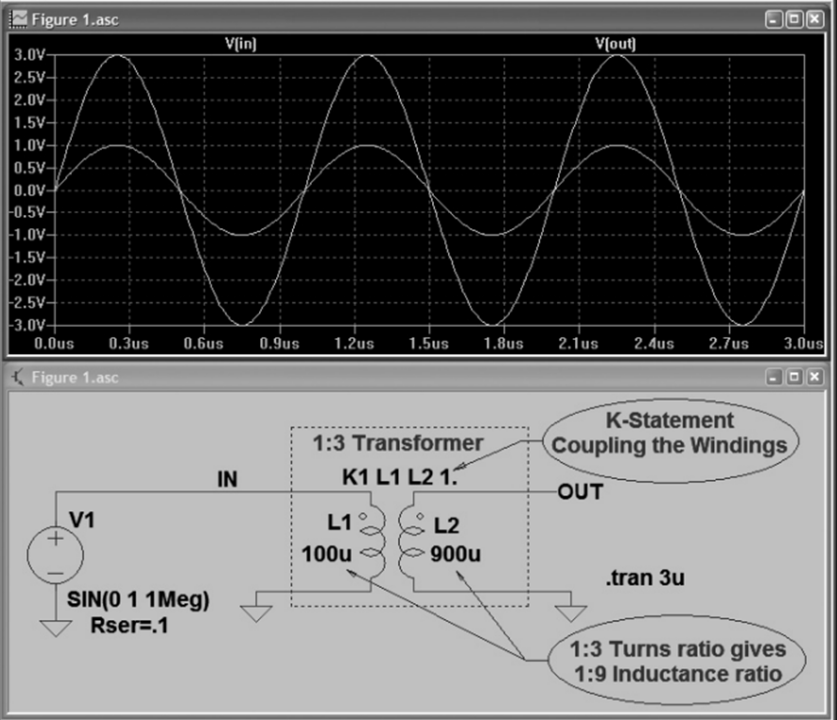 Figure 1.asc
V(in)
V(out)
3.0V
2.5V
2.0V
1.5V
1.0V
0.5V
0.0V
-0.5V
-1.0V
-1.5V
-2.0V
-2.5V
-3.0V
0.0us 0.3us 0.6us 0.9us 1.2us 1.5us 1.8us 2.1us 2.4us 2.7us 3.0us
Figure 1.asc
K-Statement
Coupling the Windings
1:3 Transformer
IN
K1 L1 L2 1.
OUT
V1
L1
L2
100u
900u
.tran 3u
SIN(0 1 1Meg)
Rser=.1
1:3 Turns ratio gives
1:9 Inductance ratio